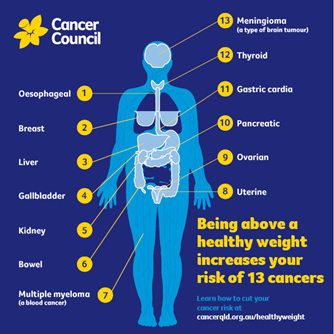 Cancer
Council
13 Meningioma
(a type of brain tumour)
12 Thyroid
Oesophageal 1
11 Gastric cardia
Breast 2
10 Pancreatic
Liver 3
9 Ovarian
Gallbladder 4
8 Uterine
Kidney 5
Bowel 6
Multiple myeloma 7
(a blood cancer)
Being above a
healthy weight
increases your
risk of 13 cancers
Learn how to cut your
cancer risk at
cancerqld.org.au/healthyweight